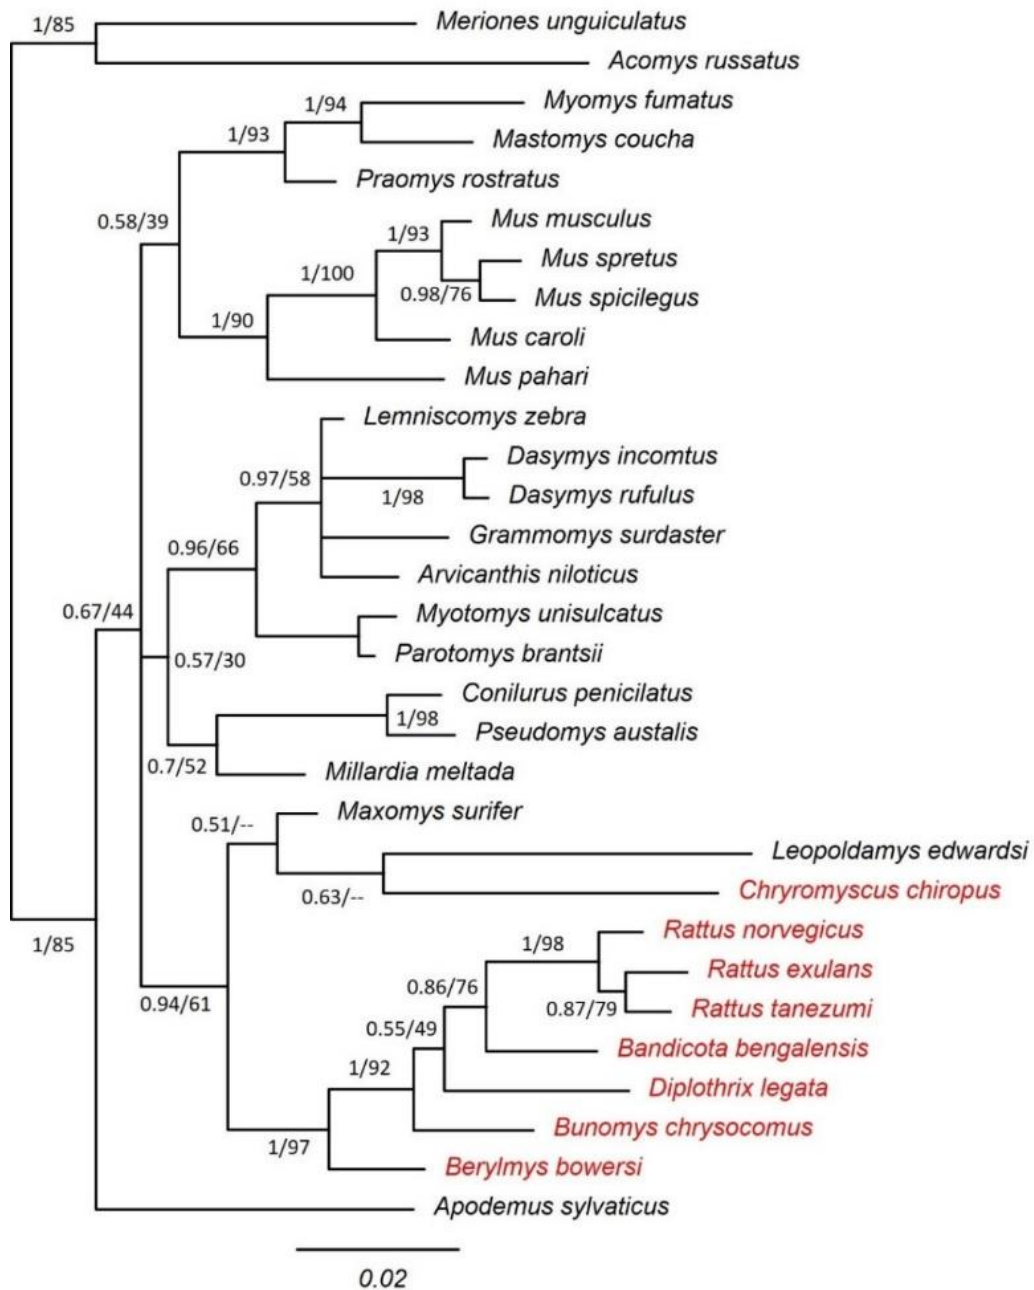 1/85
Meriones unguiculatus
Acomys russatus
1/94
Myomys fumatus
1/93
Mastomys coucha
Praomys rostratus
0.58/39
1/93
Mus musculus
Mus spretus
1/100
0.98/76
Mus spicilegus
1/90
Mus caroli
Mus pahari
Lemniscomys zebra
0.97/58
Dasymys incomtus
1/98
Dasymys rufulus
Grammomys surdaster
0.96/66
Arvicanthis niloticus
0.67/44
Myotomys unisulcatus
0.57/30
Parotomys brantsii
Conilurus penicilatus
1/98
Pseudomys austalis
0.7/52
Millardia meltada
0.51/--
Maxomys surifer
Leopoldamys edwardsi
0.63/--
Chryromyscus chiropus
1/85
1/98
Rattus norvegicus
Rattus exulans
0.94/61
0.86/76
0.87/79
Rattus tanezumi
0.55/49
Bandicota bengalensis
1/92
Diplothrix legata
Bunomys chrysocomus
1/97
Berylmys bowersi
Apodemus sylvaticus
0.02